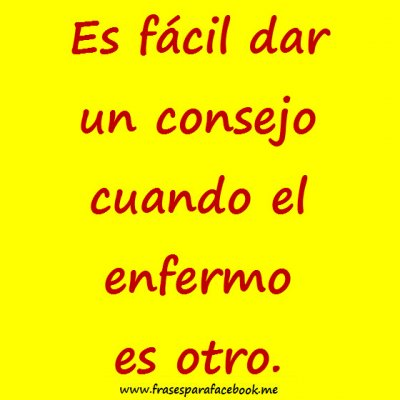 Es fácil dar
un consejo
cuando el
enfermo
es otro.
www.frasesparafacebook.me